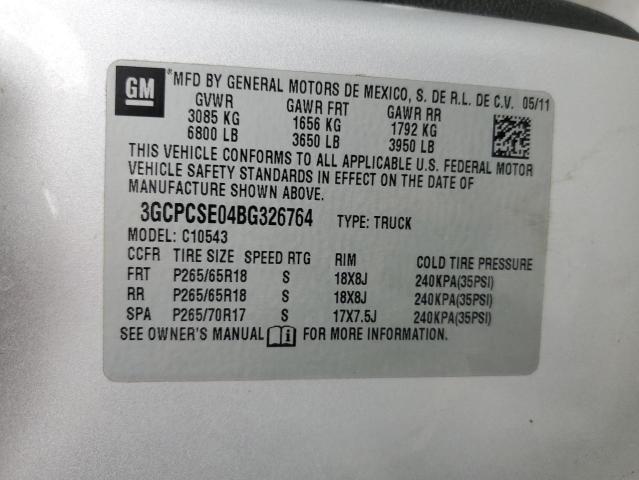 GM
®MFD BY GENERAL MOTORS DE MEXICO, S. DE R.L. DE C.V. 05/11
GVWR GAWR FRT GAWR RR
3085 KG 1656 KG 1792 KG
6800 LB 3650 LB 3950 LB
THIS VEHICLE CONFORMS TO ALL APPLICABLE U.S. FEDERAL MOTOR
VEHICLE SAFETY STANDARDS IN EFFECT ON THE DATE OF
MANUFACTURE SHOWN ABOVE.
3GCPCSE04BG326764 TYPE: TRUCK
MODEL: C10543
CCFR TIRE SIZE SPEED RTG RIM COLD TIRE PRESSURE
FRT P265/65R18 S 18X8J 240KPA(35PSI)
RR P265/65R18 S 18X8J 240KPA(35PSI)
SPA P265/70R17 S 17X7.5J 240KPA(35PSI)
SEE OWNER'S MANUAL FOR MORE INFORMATION.